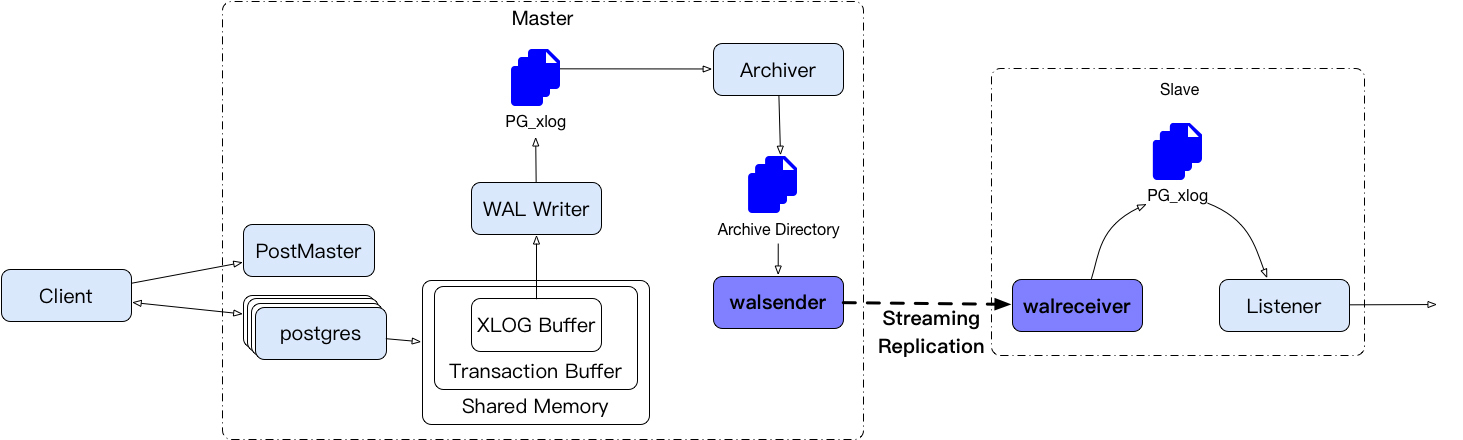 Master
PG_xlog
Archiver
WAL Writer
Archive Directory
PostMaster
Client
postgres
XLOG Buffer
Transaction Buffer
Shared Memory
walsender
Streaming
Replication
Slave
PG_xlog
walreceiver
Listener